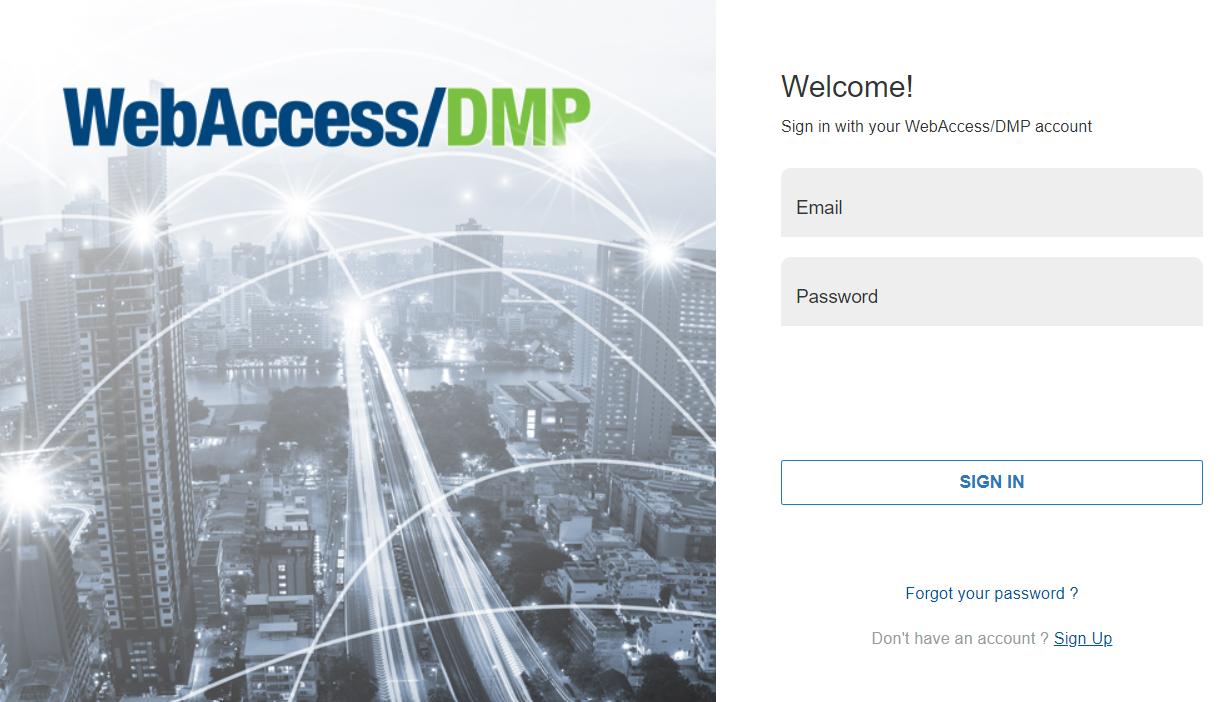 WebAccess/DMP
Welcome!
Sign in with your WebAccess/DMP account
Email
Password
SIGN IN
Forgot your password ?
Don't have an account ? Sign Up